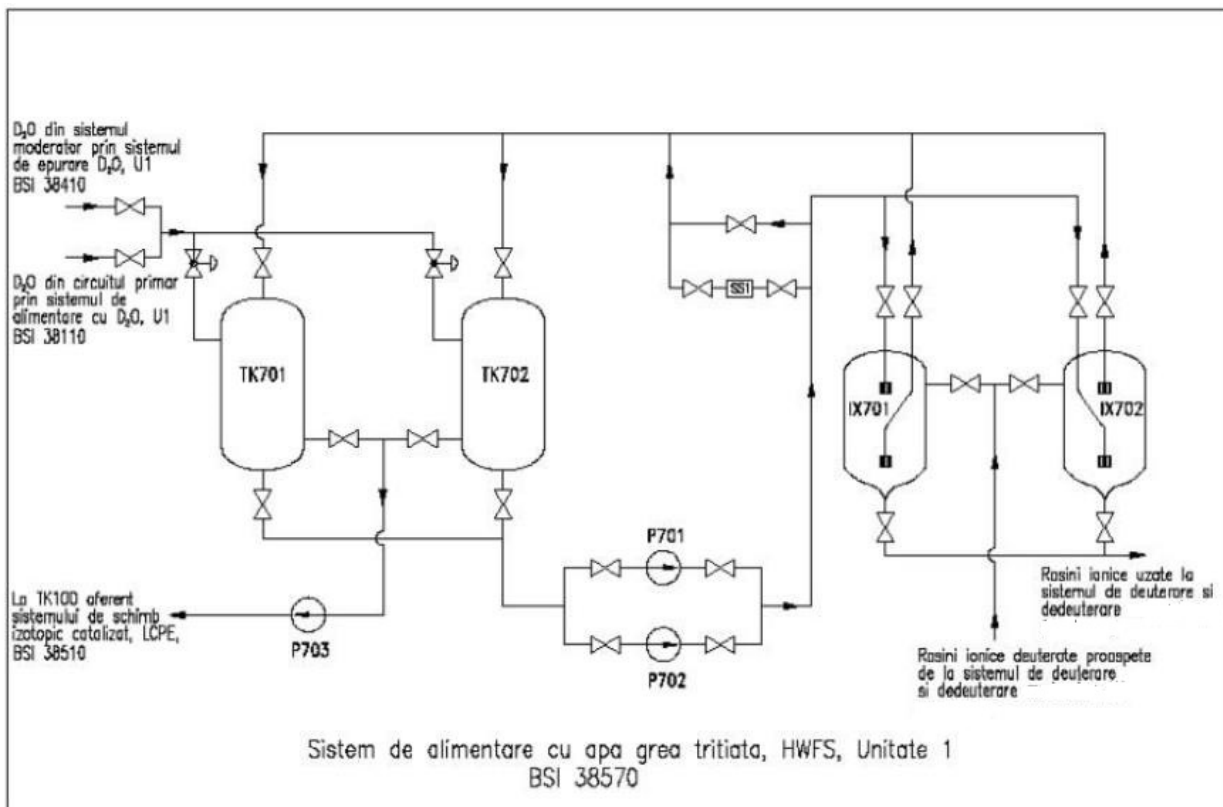 D₂O din sistemul
moderator prin sistemul
de epurare D₂O, U1
BSI 38410
D₂O din circuitul primar
prin sistemul de
alimentare cu D₂O, U1
BSI 38110
TK701
TK702
SS1
IX701
IX702
P701
P702
La TK100 aferent
sistemului de schimb
izotopic catalizat, LCPE,
BSI 38510
P703
Rasini ionice uzate la
sistemul de deuterare si
dedeuterare
Rasini ionice deuterate proaspete
de la sistemul de deuterare
si dedeuterare
Sistem de alimentare cu apa grea tritiata, HWFS, Unitate 1
BSI 38570